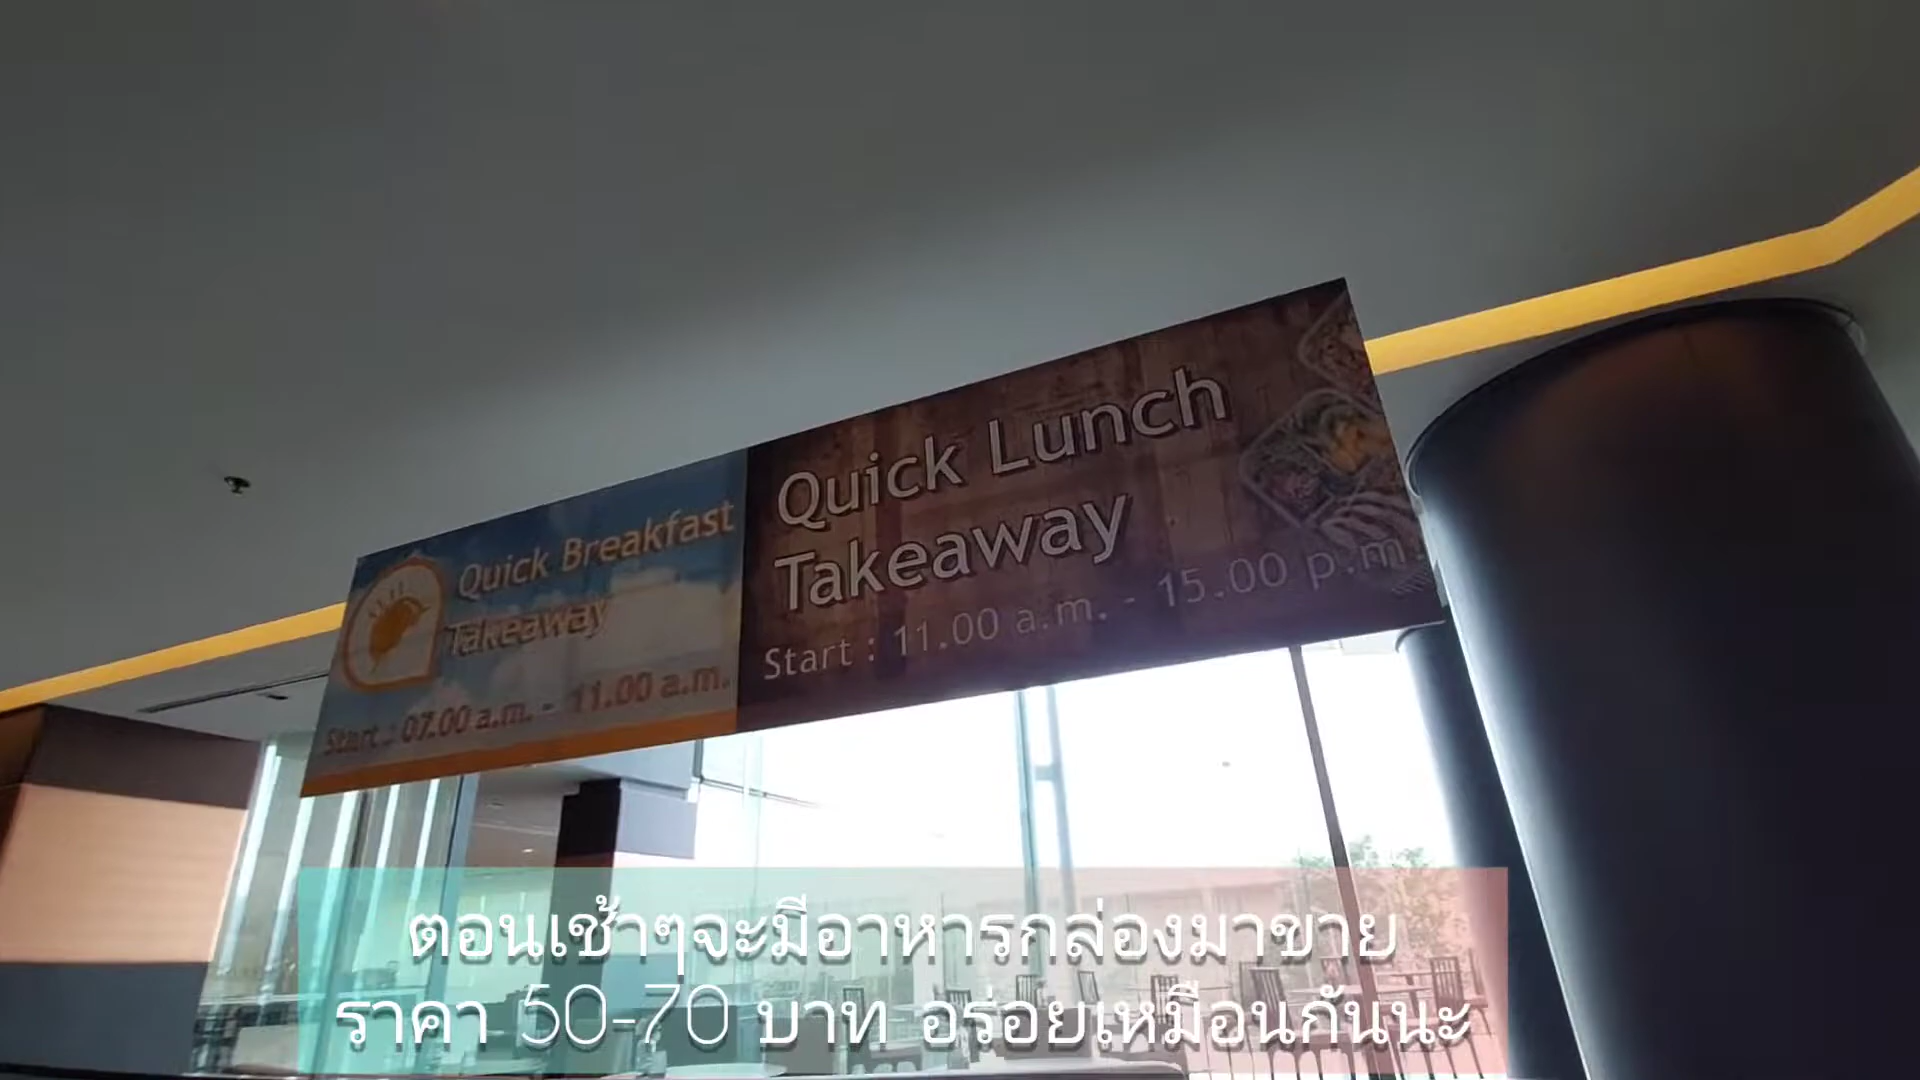 Quick Breakfast
Takeaway
Start : 07.00 a.m. - 11.00 a.m.
Quick Lunch
Takeaway
Start : 11.00 a.m. - 15.00 p.m.
ตอนเช้าๆจะมีอาหารกล่องมาขาย
ราคา 50-70 บาท อร่อยเหมือนกันนะ